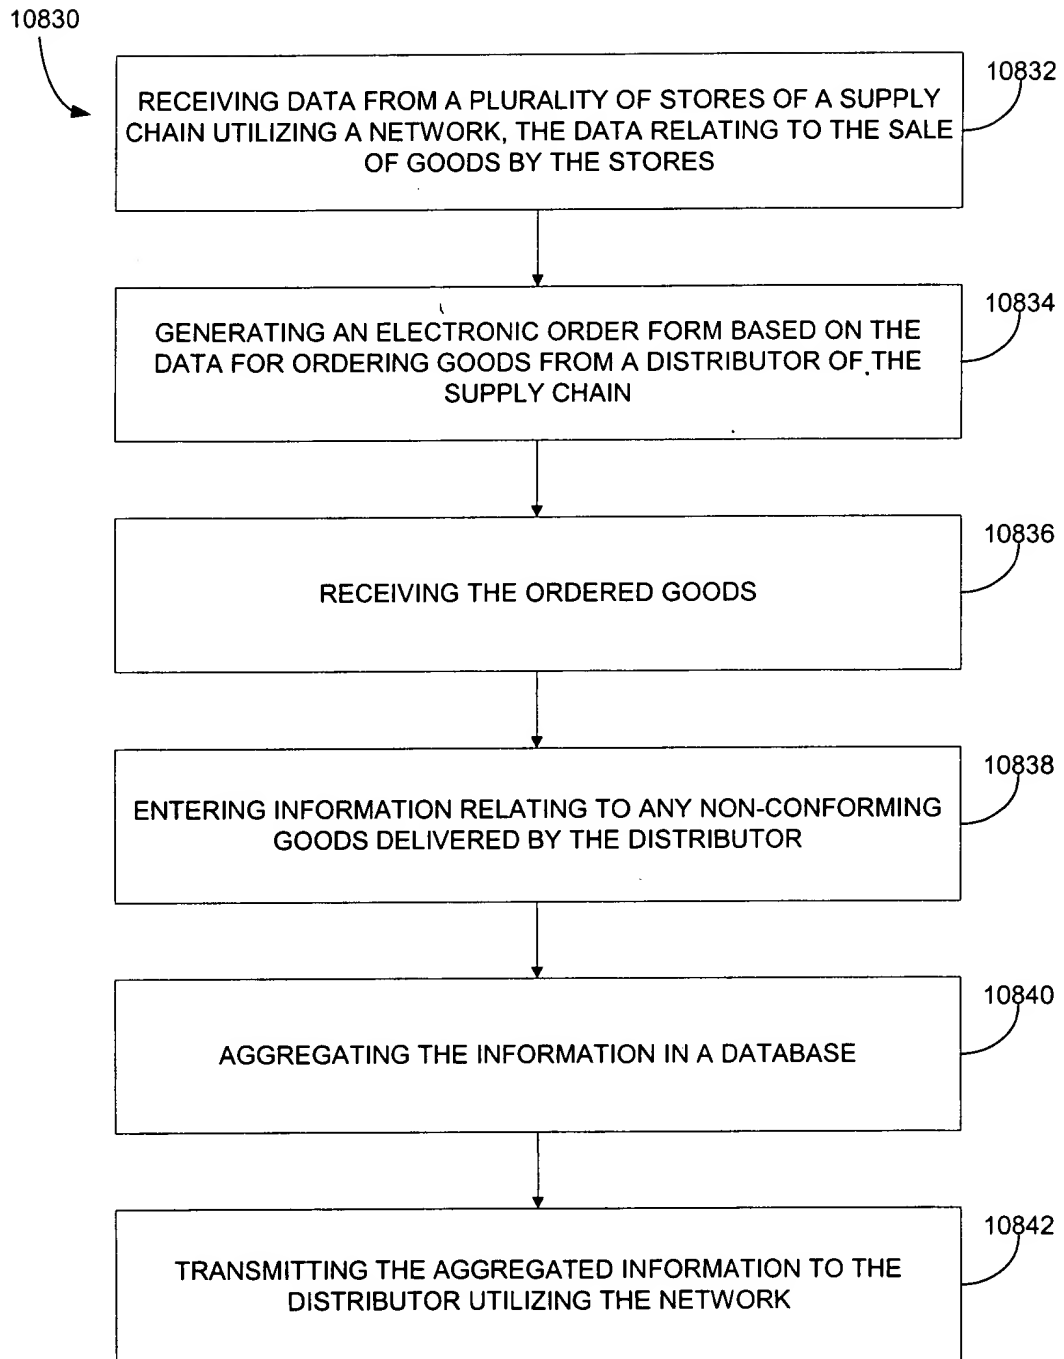 10830
10832
RECEIVING DATA FROM A PLURALITY OF STORES OF A SUPPLY
CHAIN UTILIZING A NETWORK, THE DATA RELATING TO THE SALE
OF GOODS BY THE STORES
10834
GENERATING AN ELECTRONIC ORDER FORM BASED ON THE
DATA FOR ORDERING GOODS FROM A DISTRIBUTOR OF THE
SUPPLY CHAIN
10836
RECEIVING THE ORDERED GOODS
10838
ENTERING INFORMATION RELATING TO ANY NON-CONFORMING
GOODS DELIVERED BY THE DISTRIBUTOR
10840
AGGREGATING THE INFORMATION IN A DATABASE
10842
TRANSMITTING THE AGGREGATED INFORMATION TO THE
DISTRIBUTOR UTILIZING THE NETWORK